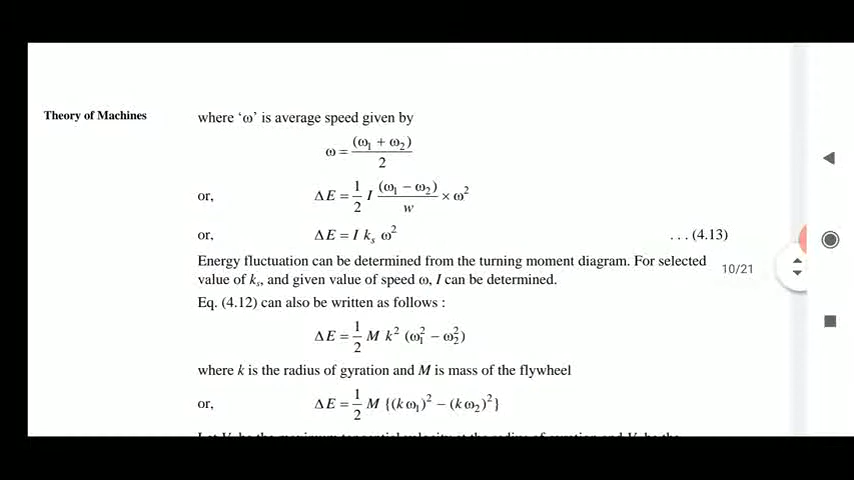 Theory of Machines
where ‘ω’ is average speed given by
ω = (ω₁ + ω₂) / 2
or, ΔE = 1/2 I (ω₁ − ω₂) / w × ω²
or, ΔE = I kₛ ω² . . . (4.13)
Energy fluctuation can be determined from the turning moment diagram. For selected
value of kₛ, and given value of speed ω, I can be determined.
10/21
Eq. (4.12) can also be written as follows :
ΔE = 1/2 M k² (ω₁² − ω₂²)
where k is the radius of gyration and M is mass of the flywheel
or, ΔE = 1/2 M {(k ω₁)² − (k ω₂)²}